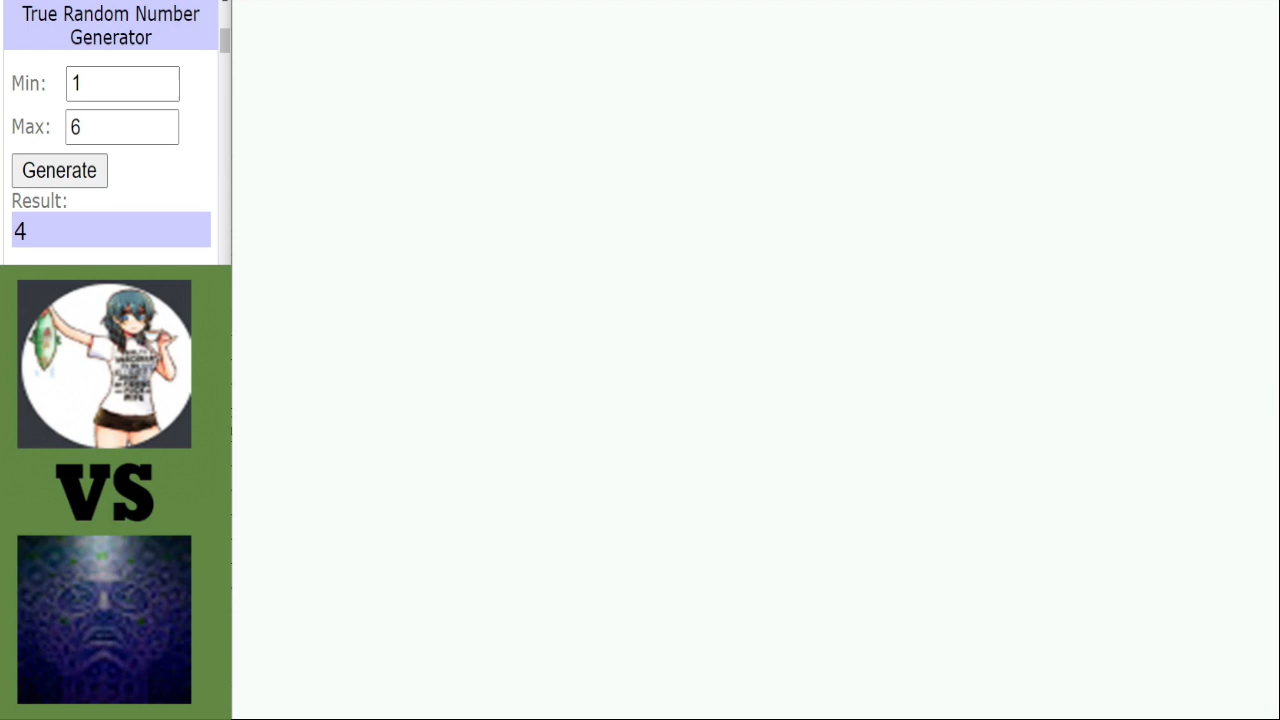 True Random Number
Generator
Min: 1
Max: 6
Generate
Result:
4
VS